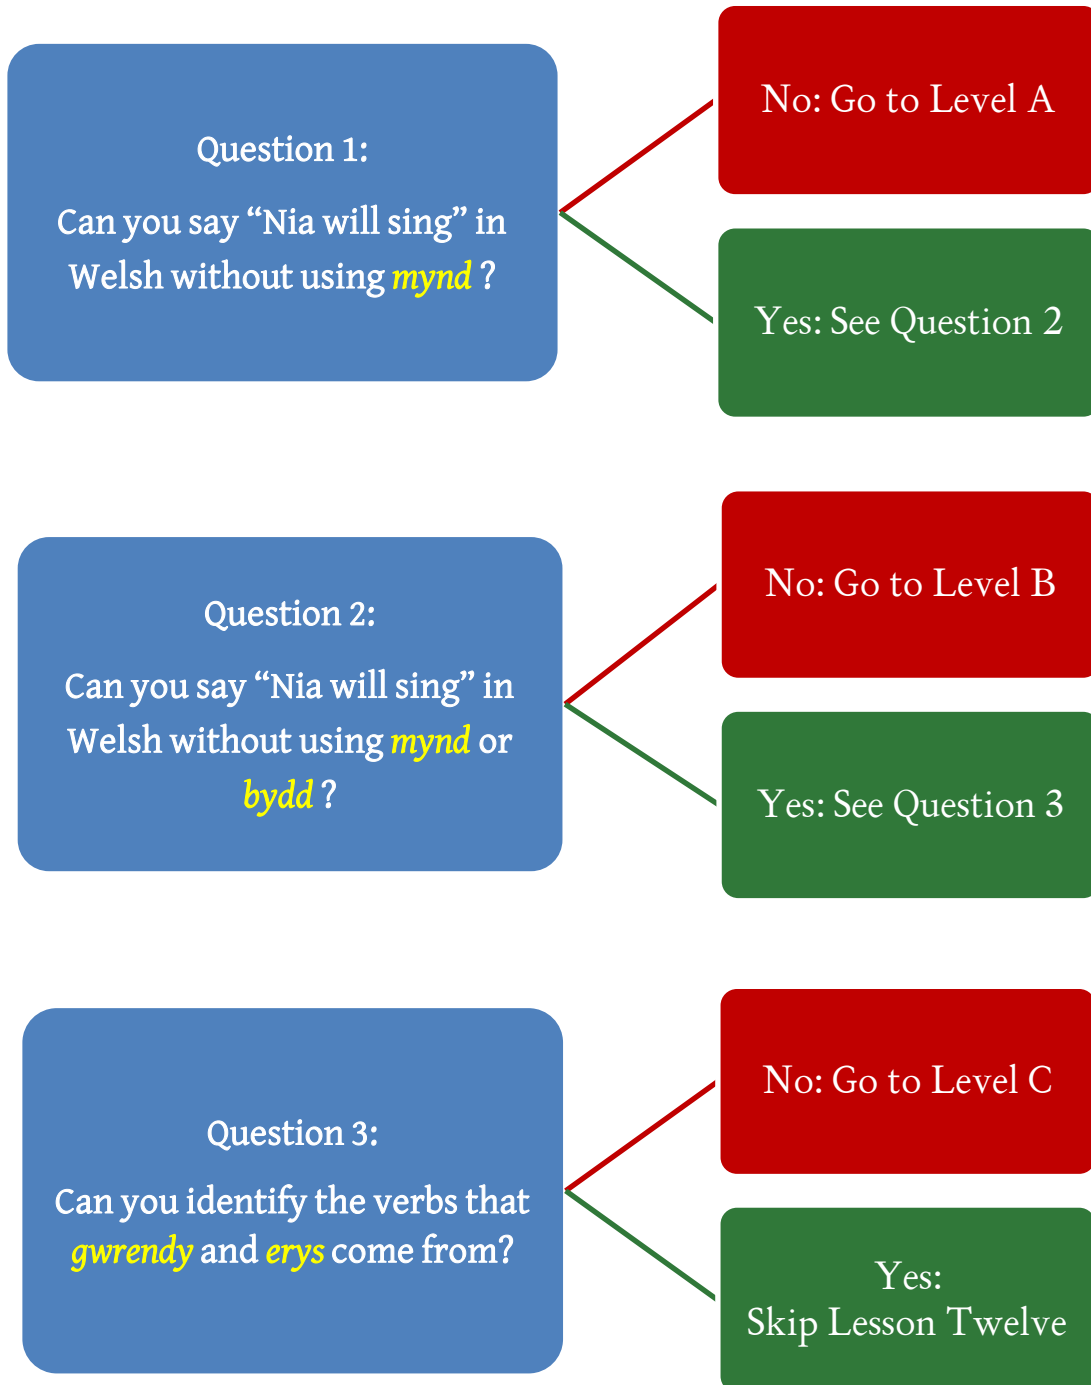 Question 1:
Can you say “Nia will sing” in
Welsh without using mynd ?
No: Go to Level A
Yes: See Question 2
Question 2:
Can you say “Nia will sing” in
Welsh without using mynd or
bydd ?
No: Go to Level B
Yes: See Question 3
Question 3:
Can you identify the verbs that
gwrendy and erys come from?
No: Go to Level C
Yes:
Skip Lesson Twelve